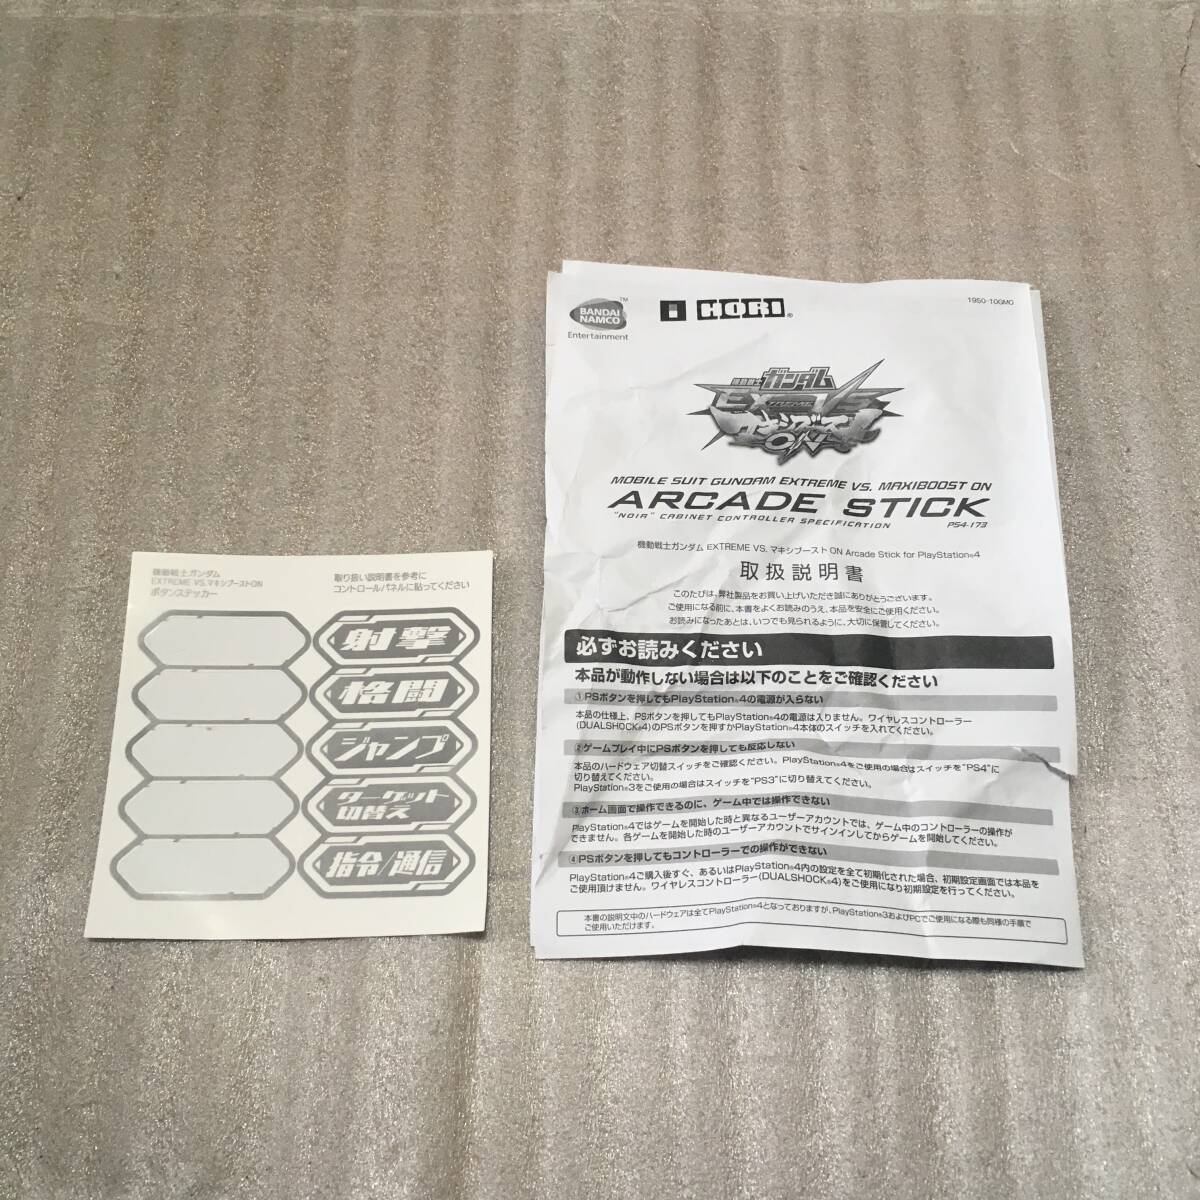 機動戦士ガンダム
EXTREME VS.マキシブーストON
ボタンステッカー
取り扱い説明書を参考に
コントロールパネルに貼ってください
射撃
格闘
ジャンプ
ターゲット
切替え
指令/通信
BANDAI
NAMCO
TM
Entertainment
HORI®
1950-10GMO
機動戦士
ガンダム
EXTREME VS.
マキシブースト
ON
MOBILE SUIT GUNDAM EXTREME VS. MAXIBOOST ON
ARCADE STICK
"NOIR" CABINET CONTROLLER SPECIFICATION
PS4-173
機動戦士ガンダム EXTREME VS. マキシブースト ON Arcade Stick for PlayStation®4
取扱説明書
このたびは、弊社製品をお買い上げいただき誠にありがとうございます。
ご使用になる前に、本書をよくお読みのうえ、本品を安全にご使用ください。
お読みになったあとは、いつでも見られるように、大切に保管してください。
必ずお読みください
本品が動作しない場合は以下のことをご確認ください
①PSボタンを押してもPlayStation®4の電源が入らない
本品の仕様上、PSボタンを押してもPlayStation®4の電源は入りません。ワイヤレスコントローラー
(DUALSHOCK®4)のPSボタンを押すかPlayStation®4本体のスイッチを入れてください。
②ゲームプレイ中にPSボタンを押しても反応しない
本品のハードウェア切替スイッチをご確認ください。PlayStation®4をご使用の場合はスイッチを"PS4"に
切り替えてください。
PlayStation®3をご使用の場合はスイッチを"PS3"に切り替えてください。
③ホーム画面で操作できるのに、ゲーム中では操作できない
PlayStation®4ではゲームを開始した時と異なるユーザーアカウントでは、ゲーム中のコントローラーの操作が
できません。各ゲームを開始した時のユーザーアカウントでサインインしてからゲームを開始してください。
④PSボタンを押してもコントローラーでの操作ができない
PlayStation®4ご購入後すぐ、あるいはPlayStation®4内の設定を全て初期化された場合、初期設定画面では本品を
ご使用頂けません。ワイヤレスコントローラー(DUALSHOCK®4)をご使用になり初期設定を行ってください。
本書の説明文中のハードウェアは全てPlayStation®4となっておりますが、PlayStation®3およびPCでご使用になる際も同様の手順で
ご使用いただけます。